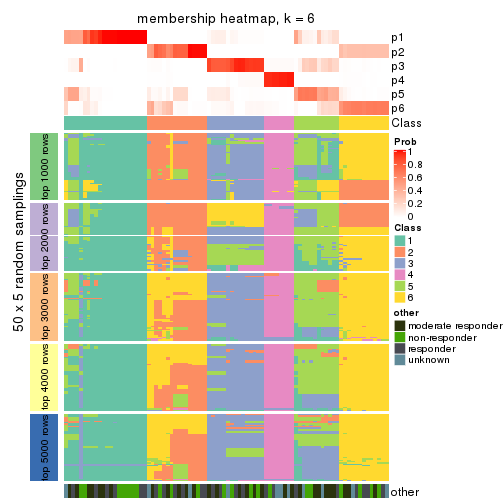 membership heatmap, k = 6
p1
p2
p3
p4
p5
p6
Class
50 x 5 random samplings
top 1000 rows
top 2000 rows
top 3000 rows
top 4000 rows
top 5000 rows
Prob
1
0.8
0.6
0.4
0.2
0
Class
1
2
3
4
5
6
other
moderate responder
non-responder
responder
unknown
other